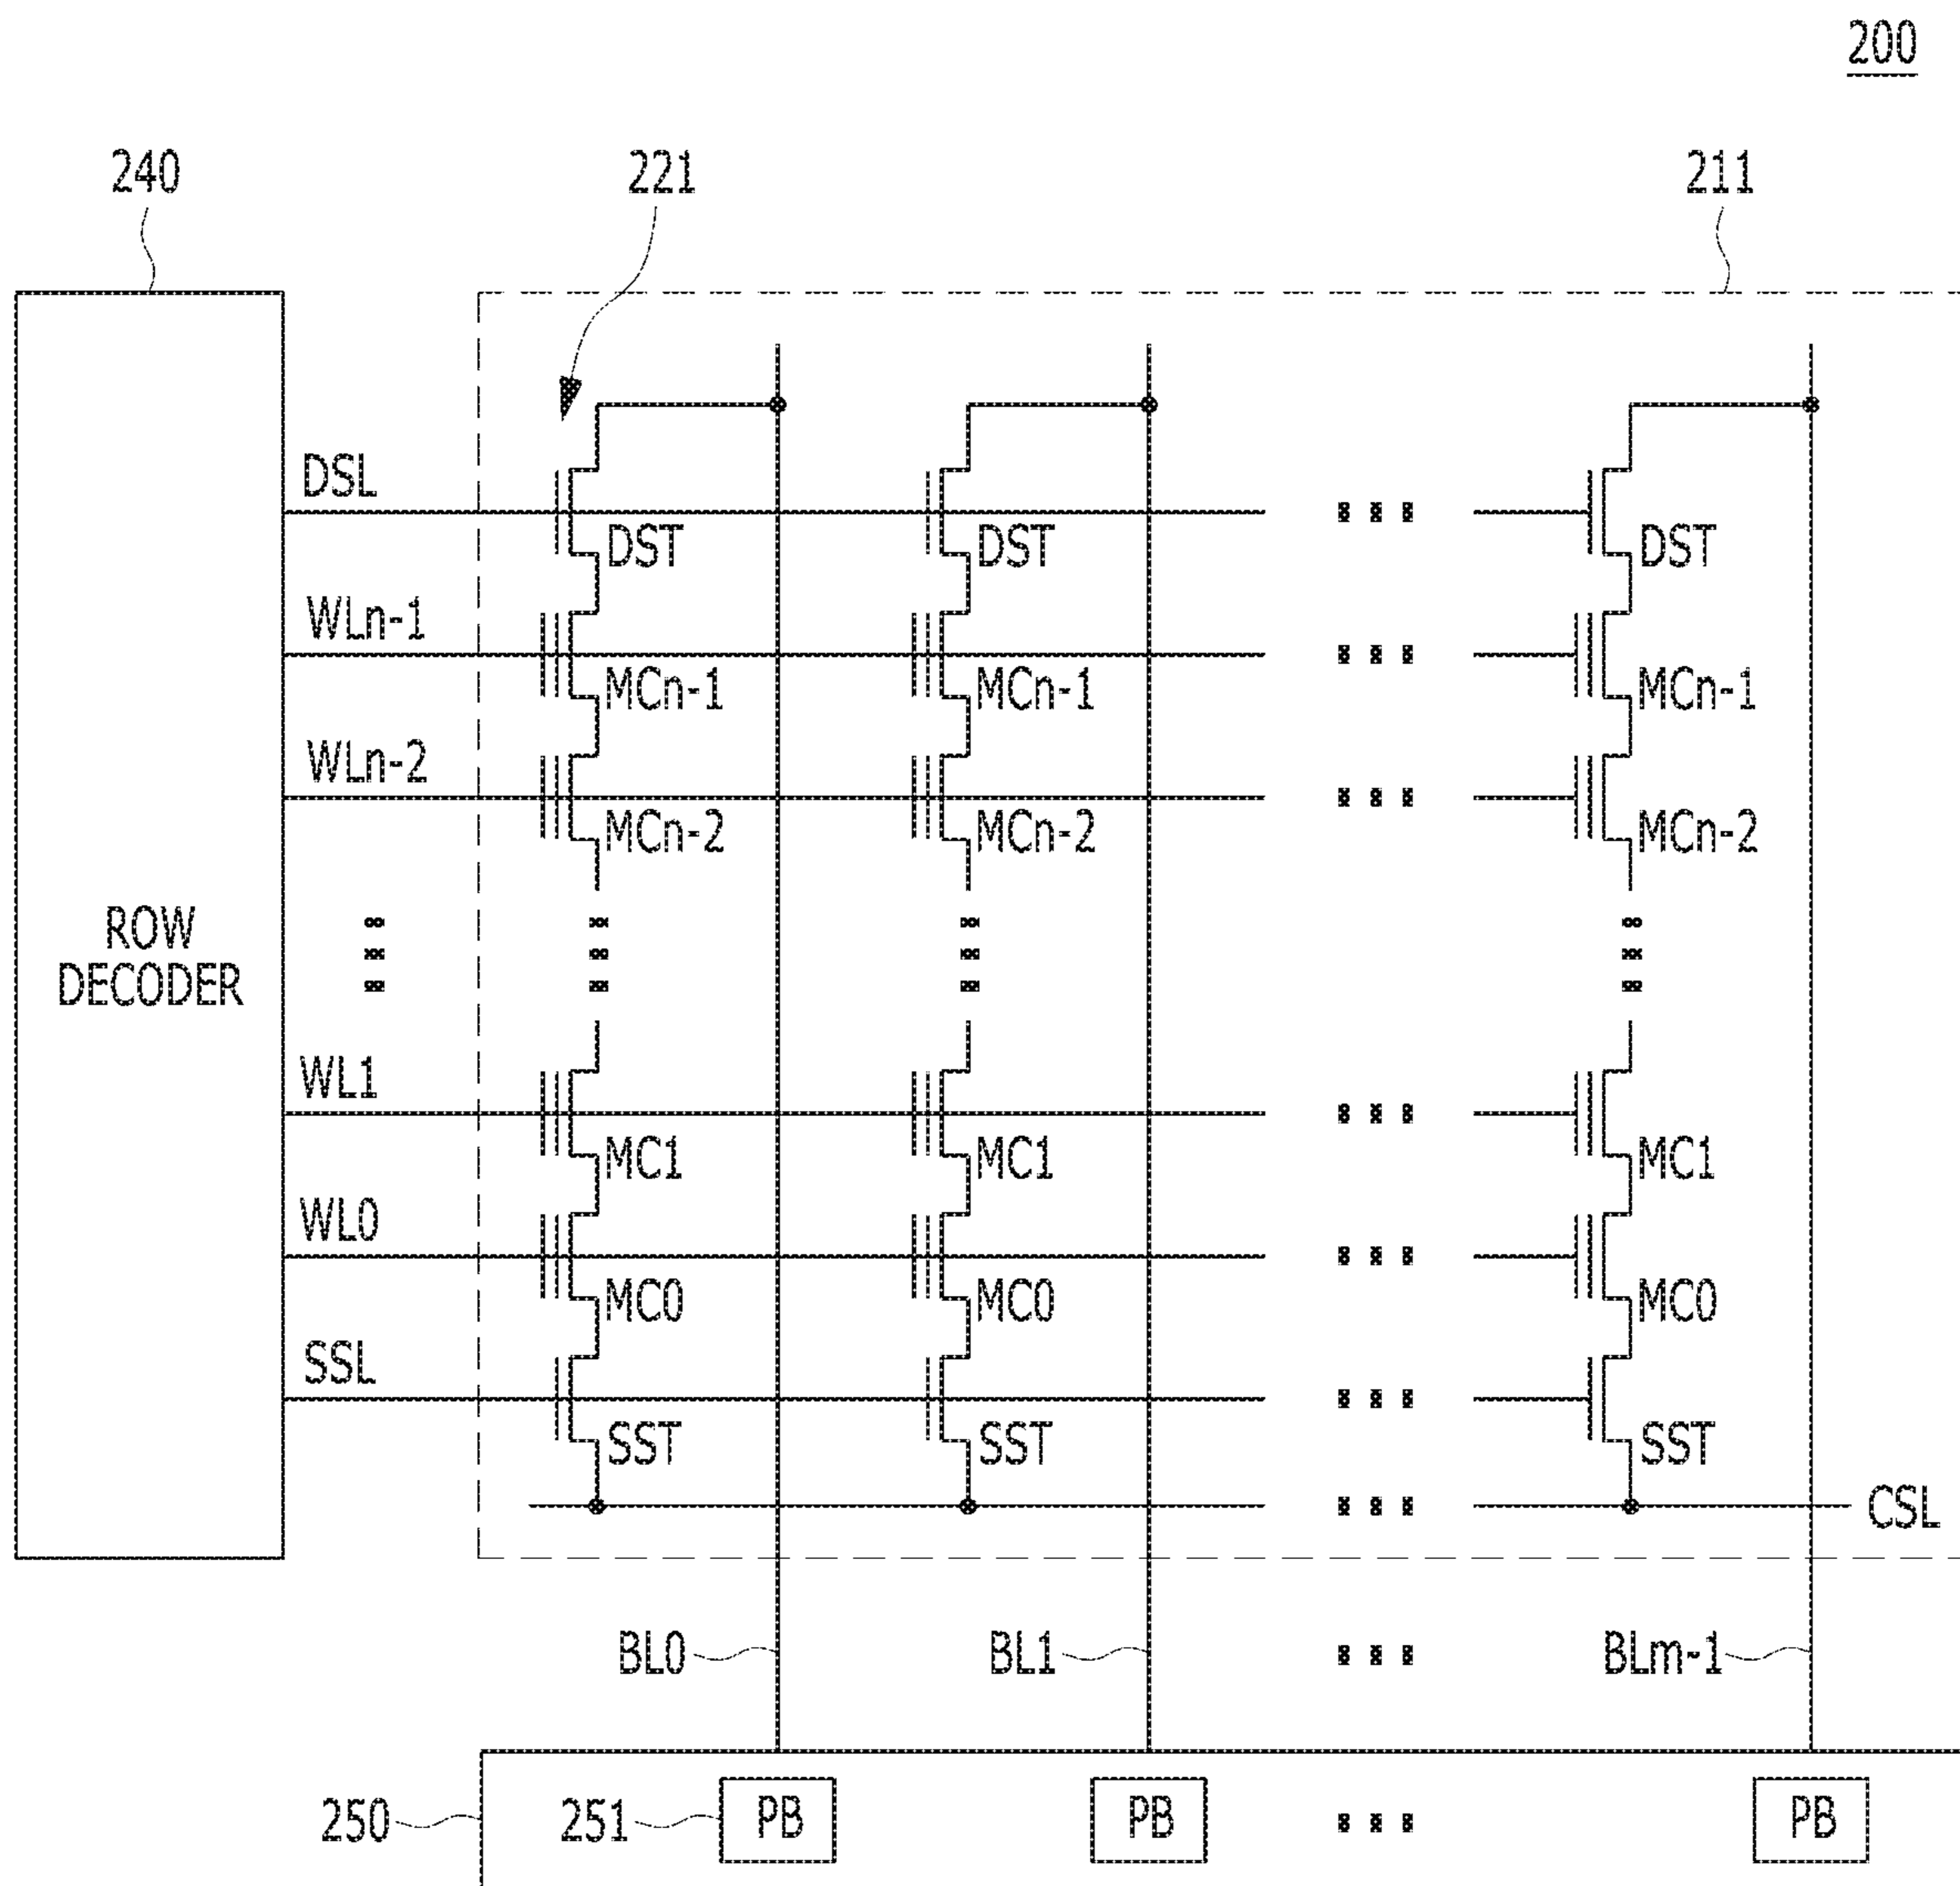 200
240 221 211
DSL
DST DST DST
WLn-1
MCn-1 MCn-1 MCn-1
WLn-2
MCn-2 MCn-2 MCn-2
ROW
DECODER
WL1
MC1 MC1 MC1
WL0
MC0 MC0 MC0
SSL
SST SST SST
CSL
BL0 BL1 BLm-1
250 251 PB PB PB